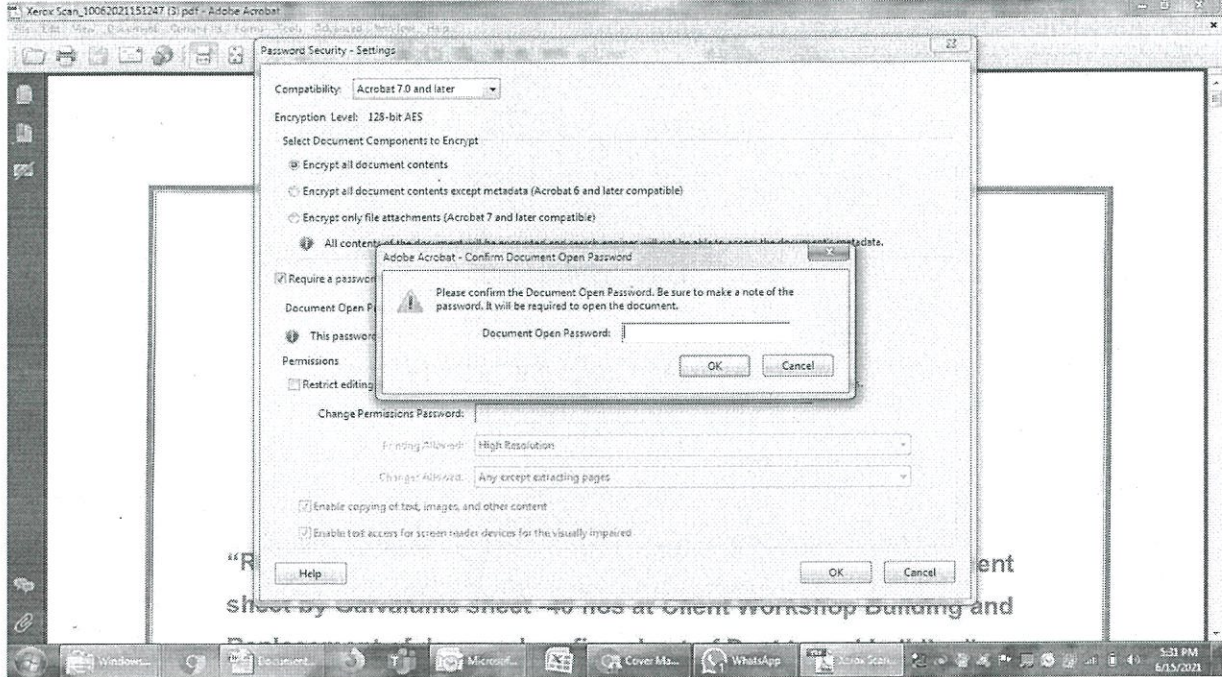 Xerox Scan_10062021151247 (3).pdf - Adobe Acrobat
Password Security - Settings
Compatibility: Acrobat 7.0 and later
Encryption Level: 128-bit AES
Select Document Components to Encrypt
Encrypt all document contents
Encrypt all document contents except metadata (Acrobat 6 and later compatible)
Encrypt only file attachments (Acrobat 7 and later compatible)
All contents of the document will be encrypted and search engines will not be able to access the document's metadata.
Adobe Acrobat - Confirm Document Open Password
Require a password
Please confirm the Document Open Password. Be sure to make a note of the
password. It will be required to open the document.
Document Open
Document Open Password:
This password
OK Cancel
Permissions
Restrict editing
Change Permissions Password:
Printing Allowed: High Resolution
Changes Allowed: Any except extracting pages
Enable copying of text, images, and other content
Enable text access for screen reader devices for the visually impaired
Help OK Cancel
sheet by Galvalume sheet -40 nos at Client Workshop Building and
Windows... Document... Microsof... Cover Ma... WhatsApp Xerox Scan...
5:31 PM
6/15/2021